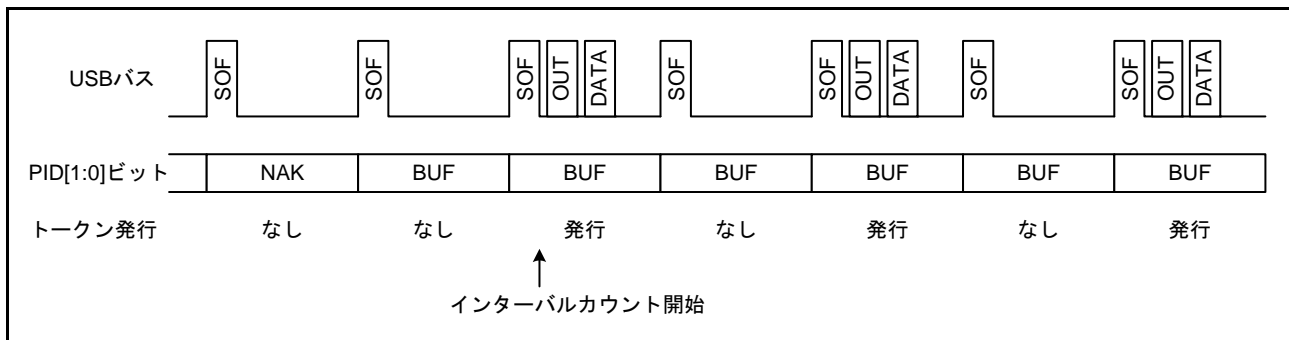 USBバス SOF SOF SOF OUT DATA SOF SOF OUT DATA SOF SOF OUT DATA
PID[1:0]ビット NAK BUF BUF BUF BUF BUF BUF
トークン発行 なし なし 発行 なし 発行 なし 発行
インターバルカウント開始